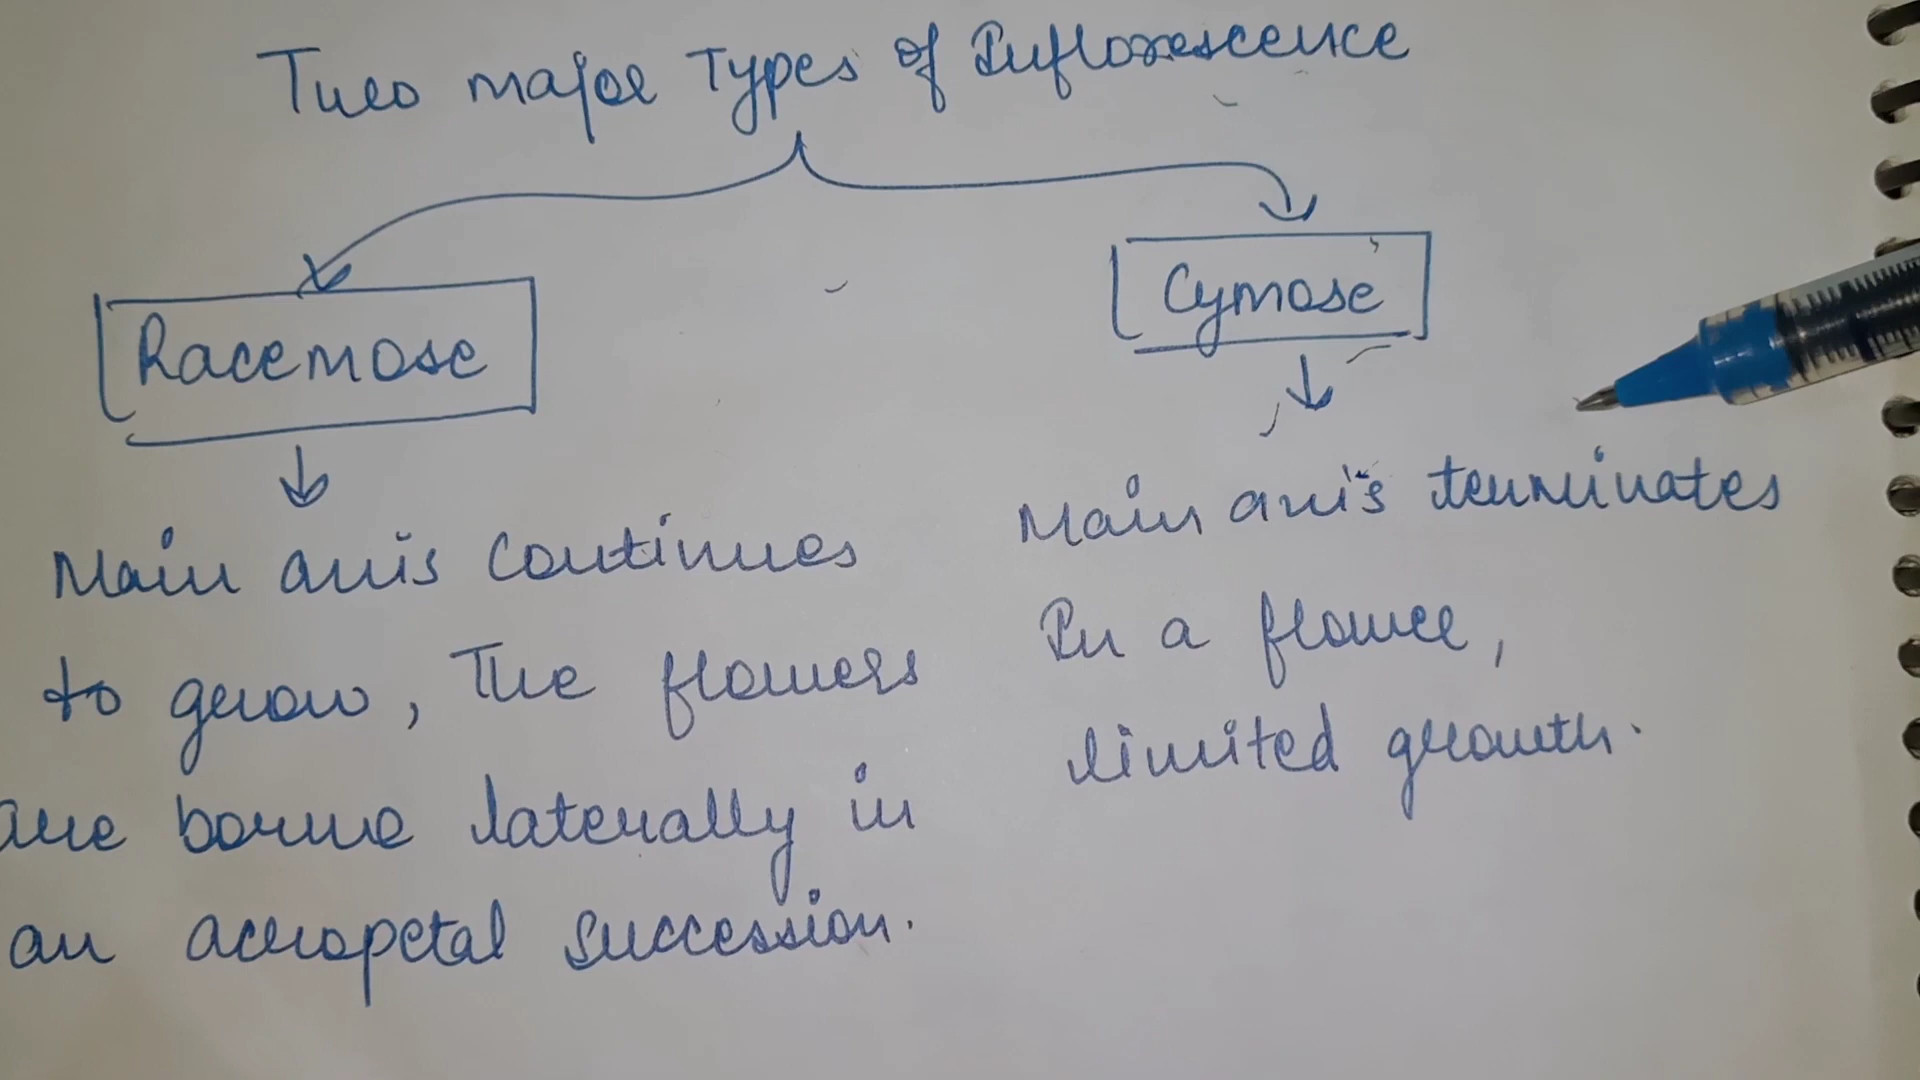 Two major Types of Inflorescence
Racemose
Main axis continues
to grow, The flowers
are borne laterally in
an acropetal succession.
Cymose
Main axis terminates
In a flower,
limited growth.